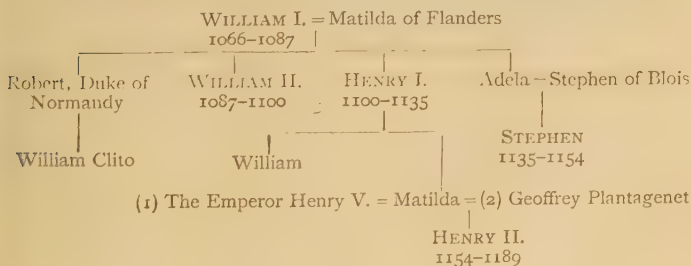 WILLIAM I. = Matilda of Flanders
1066–1087
Robert, Duke of WILLIAM II. HENRY I. Adela – Stephen of Blois
Normandy 1087–1100 1100–1135
STEPHEN
William Clito William 1135–1154
(1) The Emperor Henry V. = Matilda = (2) Geoffrey Plantagenet
HENRY II.
1154–1189